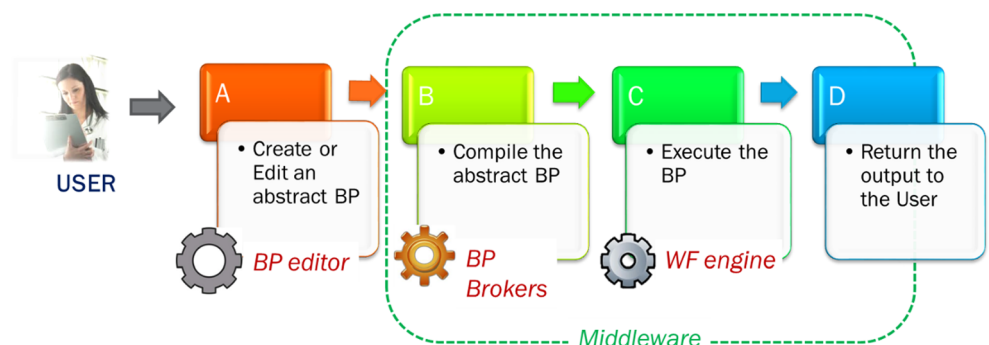 USER
A
• Create or
Edit an
abstract BP
BP editor
B
• Compile the
abstract BP
BP
Brokers
C
• Execute the
BP
WF engine
D
• Return the
output to
the User
Middleware